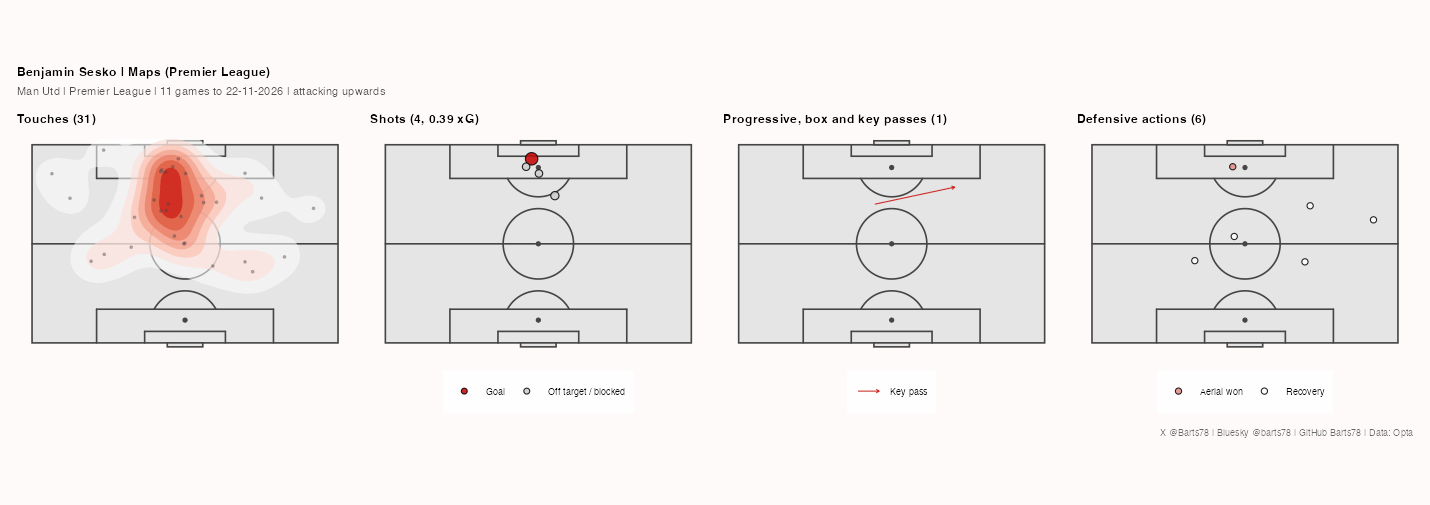 Benjamin Sesko | Maps (Premier League)
Man Utd | Premier League | 11 games to 22-11-2026 | attacking upwards
Touches (31)
Shots (4, 0.39 xG)
Progressive, box and key passes (1)
Defensive actions (6)
Goal
Off target / blocked
Key pass
Aerial won
Recovery
X @Barts78 | Bluesky @barts78 | GitHub Barts78 | Data: Opta